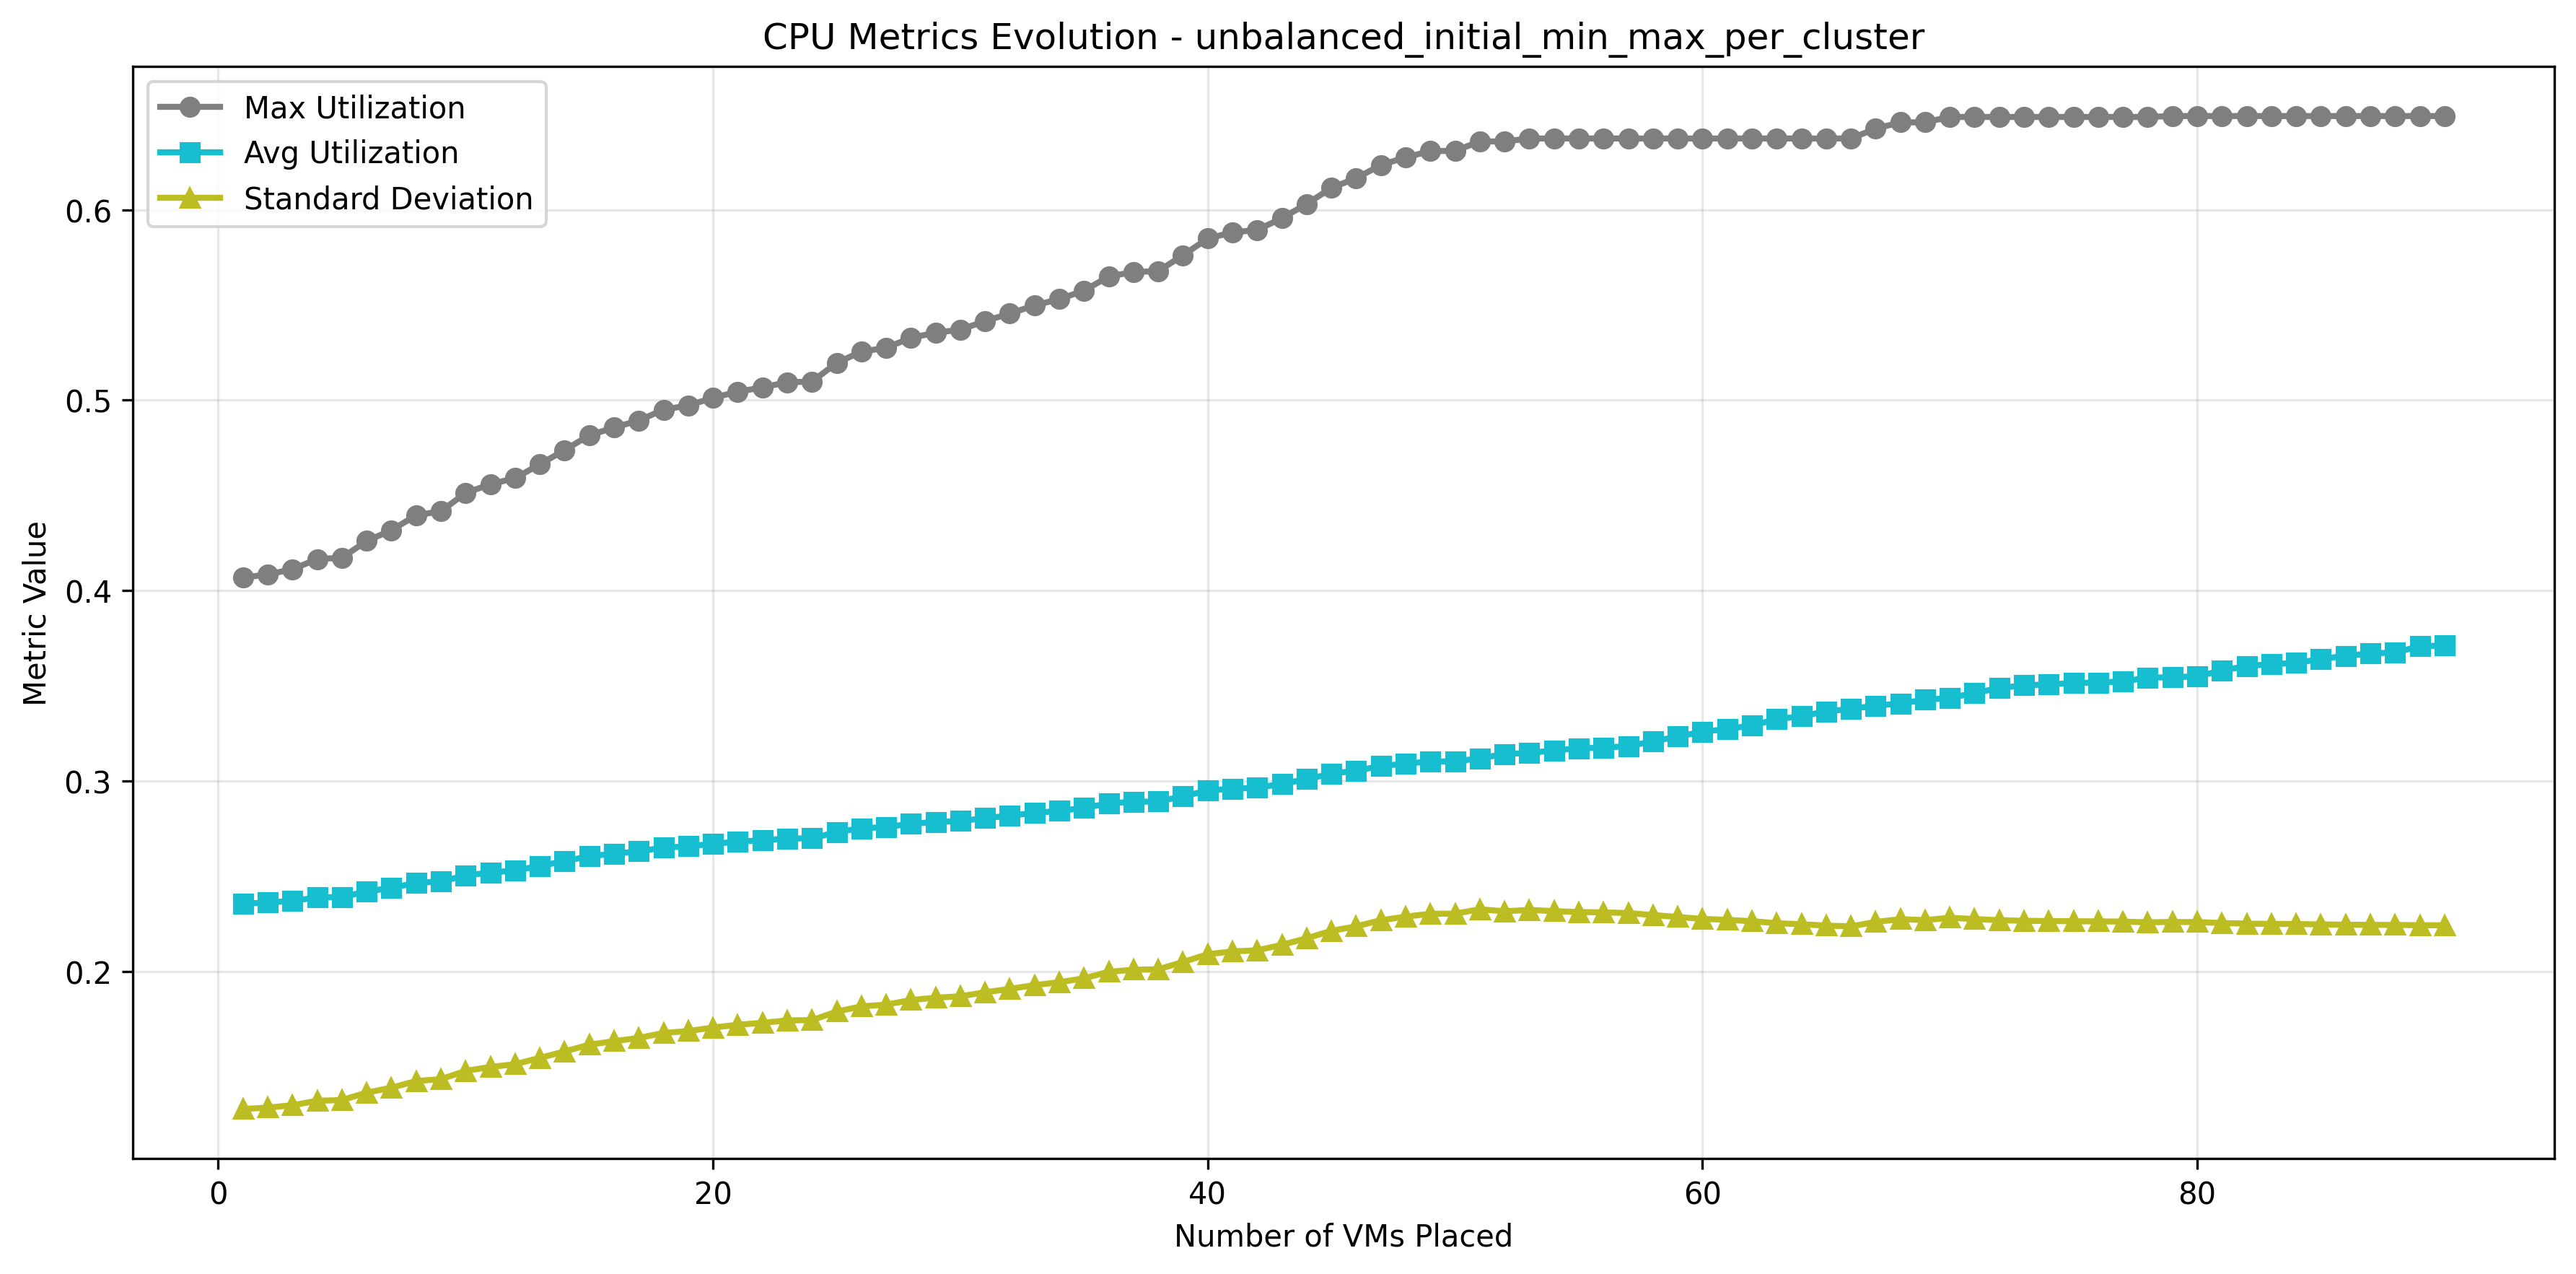 CPU Metrics Evolution - unbalanced_initial_min_max_per_cluster
Max Utilization
Avg Utilization
Standard Deviation
Metric Value
0.6
0.5
0.4
0.3
0.2
0
20
40
60
80
Number of VMs Placed